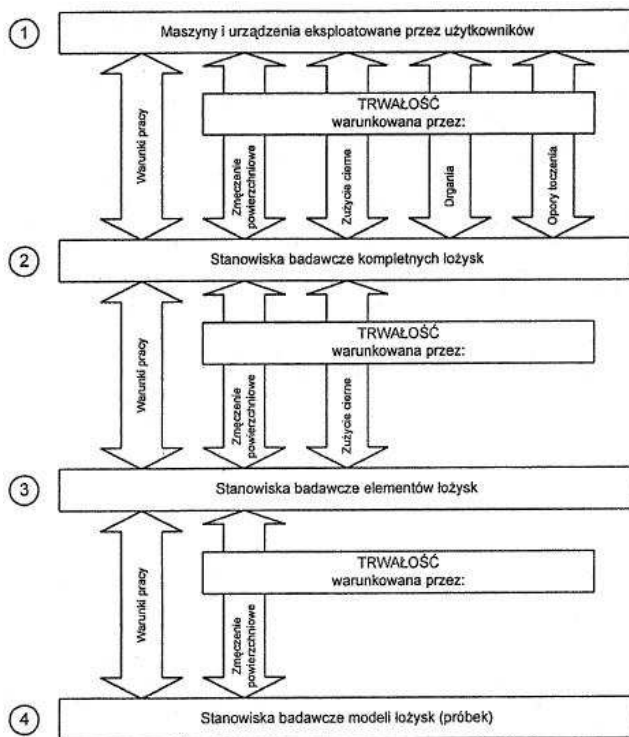 1
Maszyny i urządzenia eksploatowane przez użytkowników
TRWAŁOŚĆ
warunkowana przez:
Warunki pracy
Zmęczenie
powierzchniowe
Zużycie cierne
Drgania
Opory toczenia
2
Stanowiska badawcze kompletnych łożysk
TRWAŁOŚĆ
warunkowana przez:
Warunki pracy
Zmęczenie
powierzchniowe
Zużycie cierne
3
Stanowiska badawcze elementów łożysk
TRWAŁOŚĆ
warunkowana przez:
Warunki pracy
Zmęczenie
powierzchniowe
4
Stanowiska badawcze modeli łożysk (próbek)